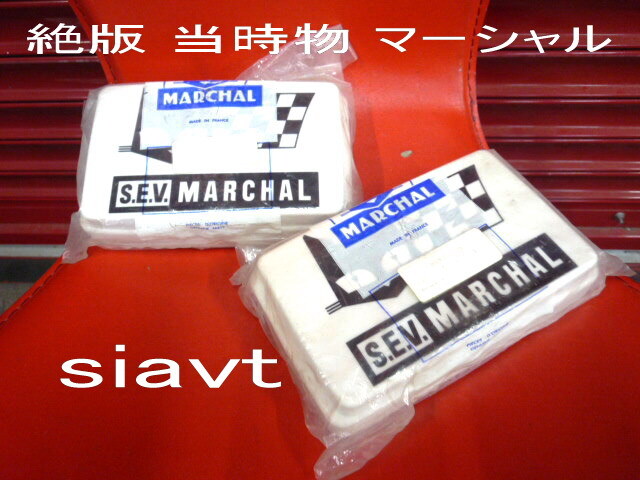 絶版 当時物 マーシャル
MARCHAL
MADE IN FRANCE
S.E.V. MARCHAL
MARCHAL
MADE IN FRANCE
S.E.V. MARCHAL
siavt